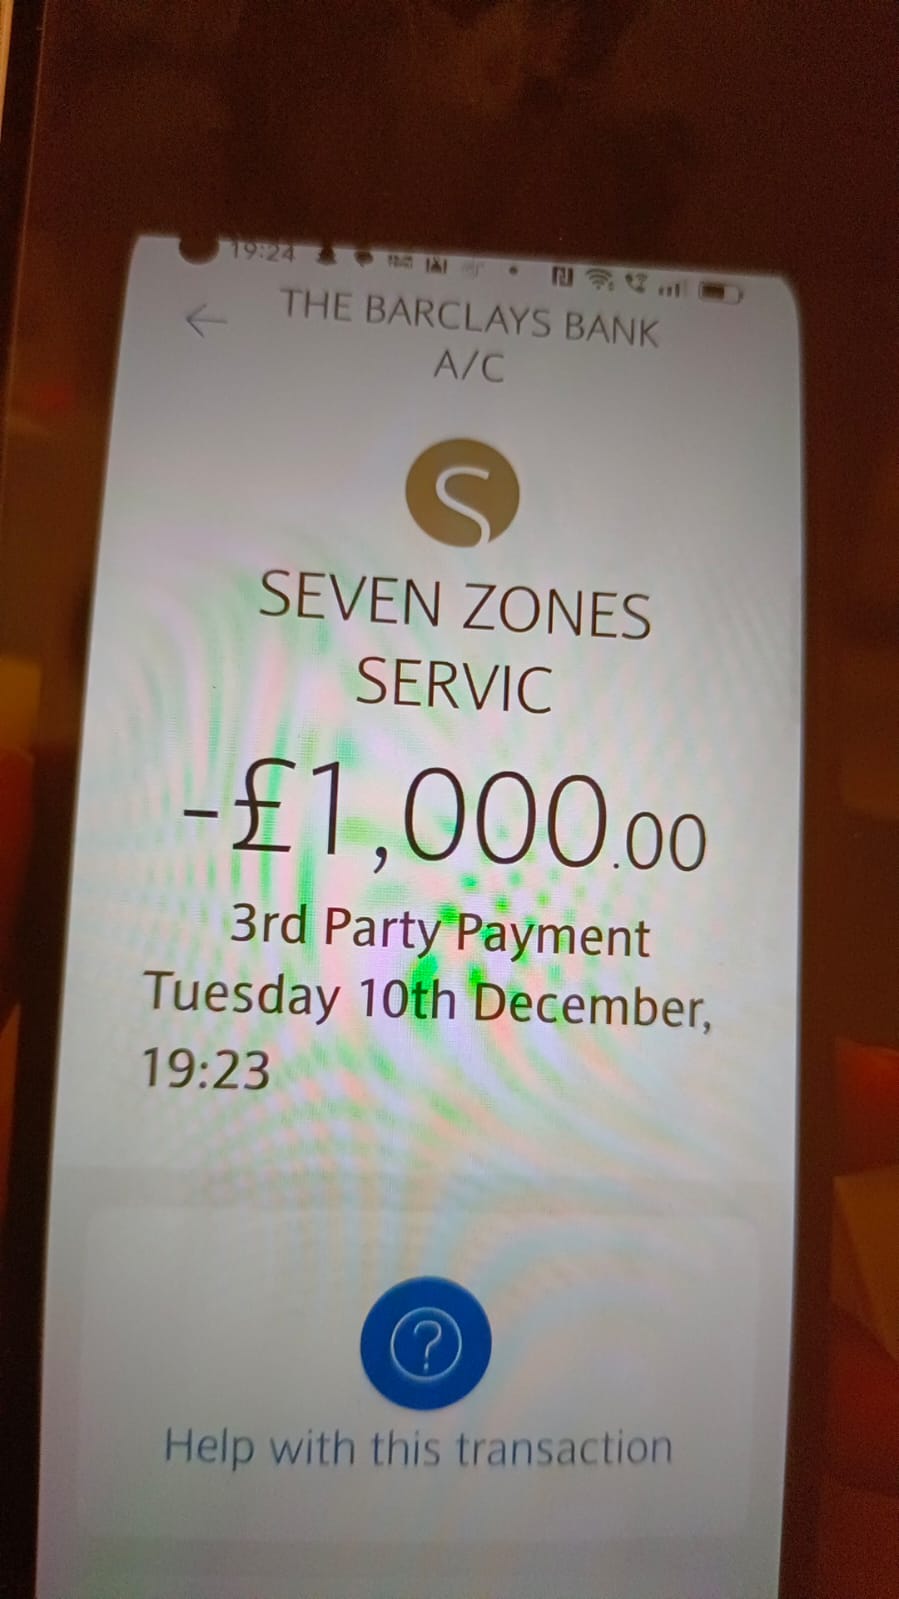 19:24
THE BARCLAYS BANK
A/C
S
SEVEN ZONES
SERVIC
-£1,000.00
3rd Party Payment
Tuesday 10th December,
19:23
?
Help with this transaction